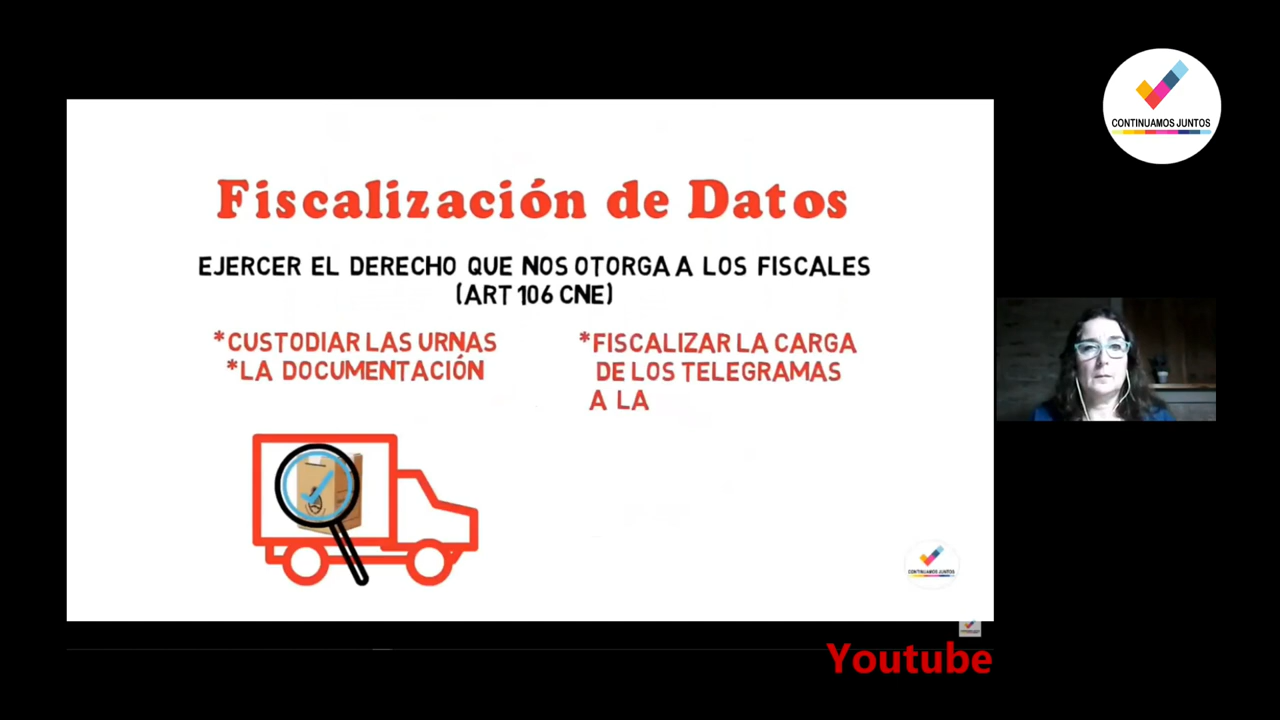 CONTINUAMOS JUNTOS
Fiscalización de Datos
EJERCER EL DERECHO QUE NOS OTORGA A LOS FISCALES
(ART 106 CNE)
*CUSTODIAR LAS URNAS
*LA DOCUMENTACIÓN
*FISCALIZAR LA CARGA
DE LOS TELEGRAMAS
A LA
CONTINUAMOS JUNTOS
Youtube